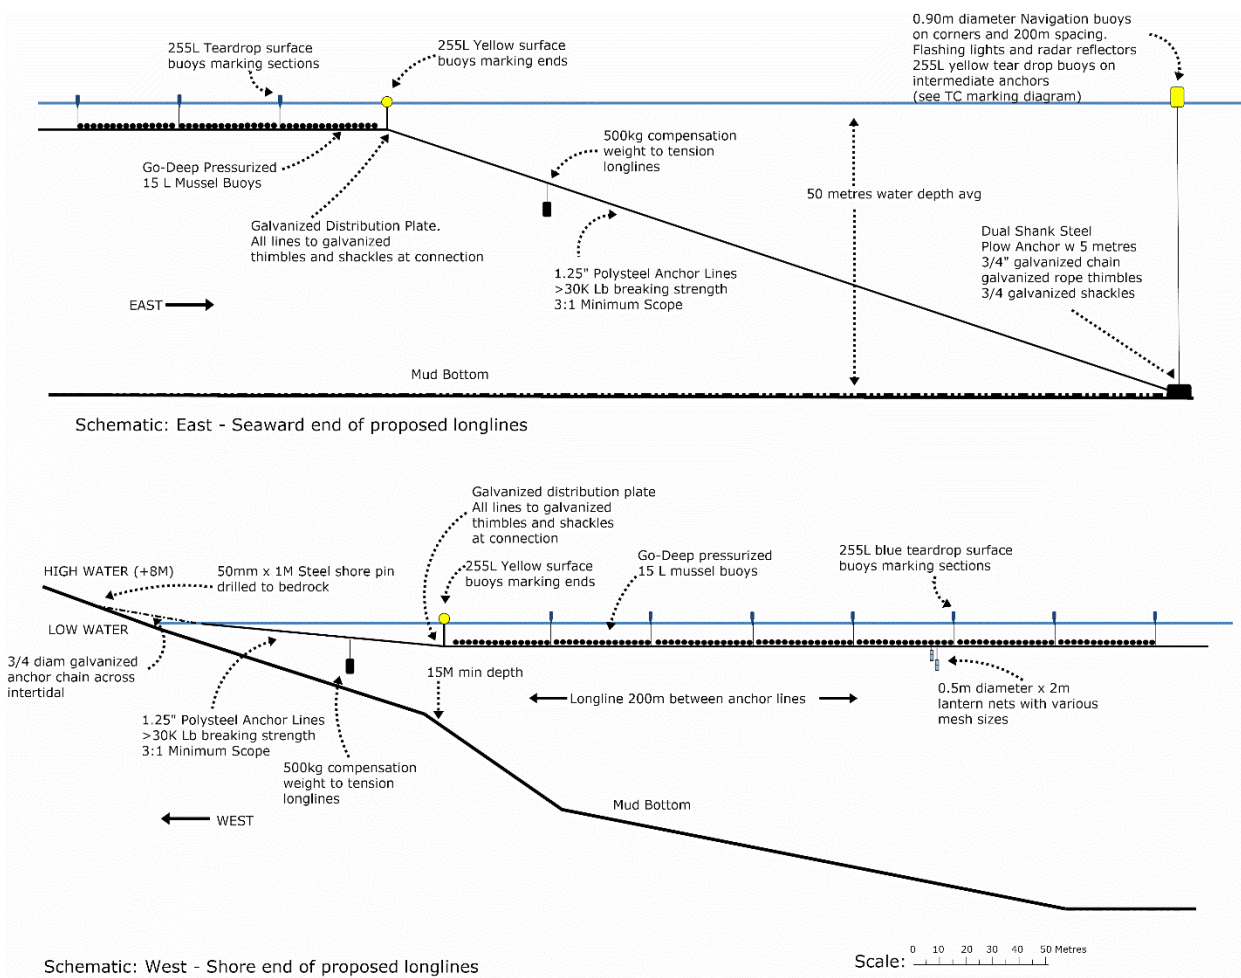 255L Teardrop surface
buoys marking sections
255L Yellow surface
buoys marking ends
0.90m diameter Navigation buoys
on corners and 200m spacing.
Flashing lights and radar reflectors
255L yellow tear drop buoys on
intermediate anchors
(see TC marking diagram)
500kg compensation
weight to tension
longlines
Go-Deep Pressurized
15 L Mussel Buoys
50 metres water depth avg
Galvanized Distribution Plate.
All lines to galvanized
thimbles and shackles at connection
Dual Shank Steel
Plow Anchor w 5 metres
3/4" galvanized chain
galvanized rope thimbles
3/4 galvanized shackles
1.25" Polysteel Anchor Lines
>30K Lb breaking strength
3:1 Minimum Scope
EAST
Mud Bottom
Schematic: East - Seaward end of proposed longlines
Galvanized distribution plate
All lines to galvanized
thimbles and shackles
at connection
HIGH WATER (+8M)
50mm x 1M Steel shore pin
drilled to bedrock
255L Yellow surface
buoys marking ends
Go-Deep pressurized
15 L mussel buoys
255L blue teardrop surface
buoys marking sections
LOW WATER
3/4 diam galvanized
anchor chain across
intertidal
15M min depth
Longline 200m between anchor lines
0.5m diameter x 2m
lantern nets with various
mesh sizes
1.25" Polysteel Anchor Lines
>30K Lb breaking strength
3:1 Minimum Scope
500kg compensation
weight to tension
longlines
WEST
Mud Bottom
Schematic: West - Shore end of proposed longlines
Scale: 0 10 20 30 40 50 Metres